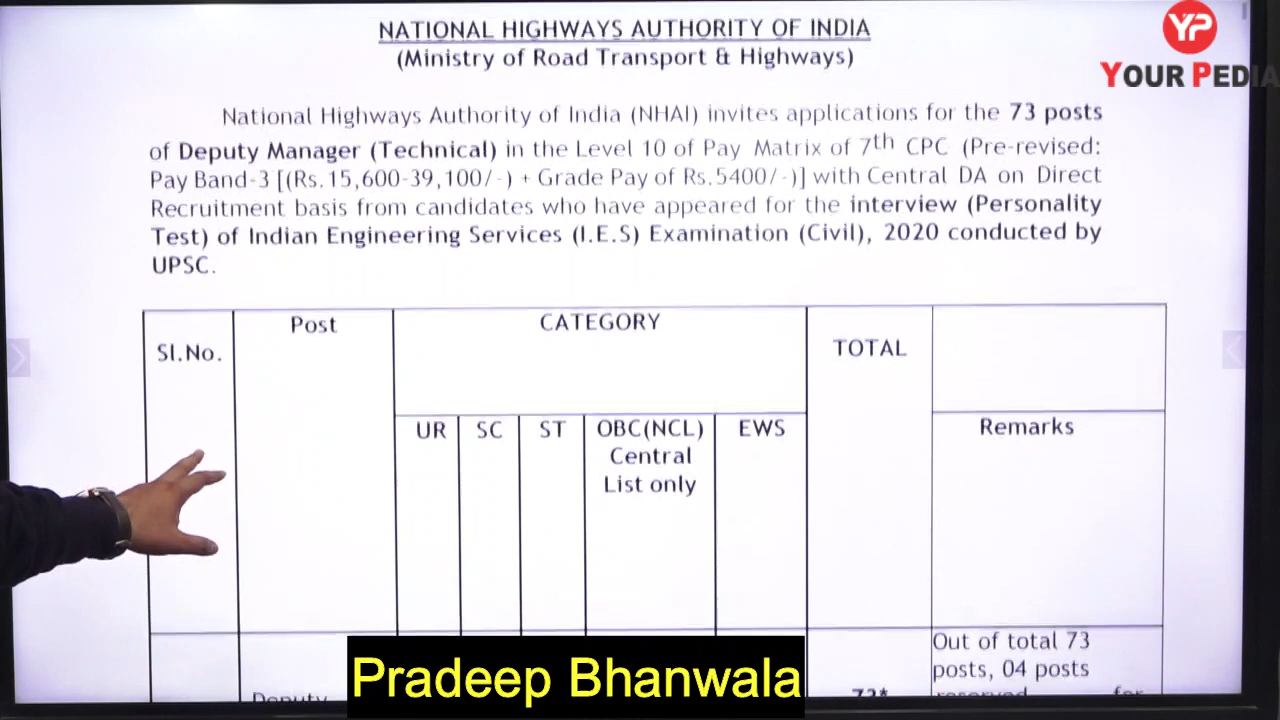 NATIONAL HIGHWAYS AUTHORITY OF INDIA
(Ministry of Road Transport & Highways)
YP
YOUR PEDIA
National Highways Authority of India (NHAI) invites applications for the 73 posts
of Deputy Manager (Technical) in the Level 10 of Pay Matrix of 7th CPC (Pre-revised:
Pay Band-3 [(Rs.15,600-39,100/-) + Grade Pay of Rs.5400/-)] with Central DA on Direct
Recruitment basis from candidates who have appeared for the interview (Personality
Test) of Indian Engineering Services (I.E.S) Examination (Civil), 2020 conducted by
UPSC.
Sl.No.
Post
CATEGORY
TOTAL
UR
SC
ST
OBC(NCL)
Central
List only
EWS
Remarks
Out of total 73
posts, 04 posts
reserved for
Deputy
73*
Pradeep Bhanwala